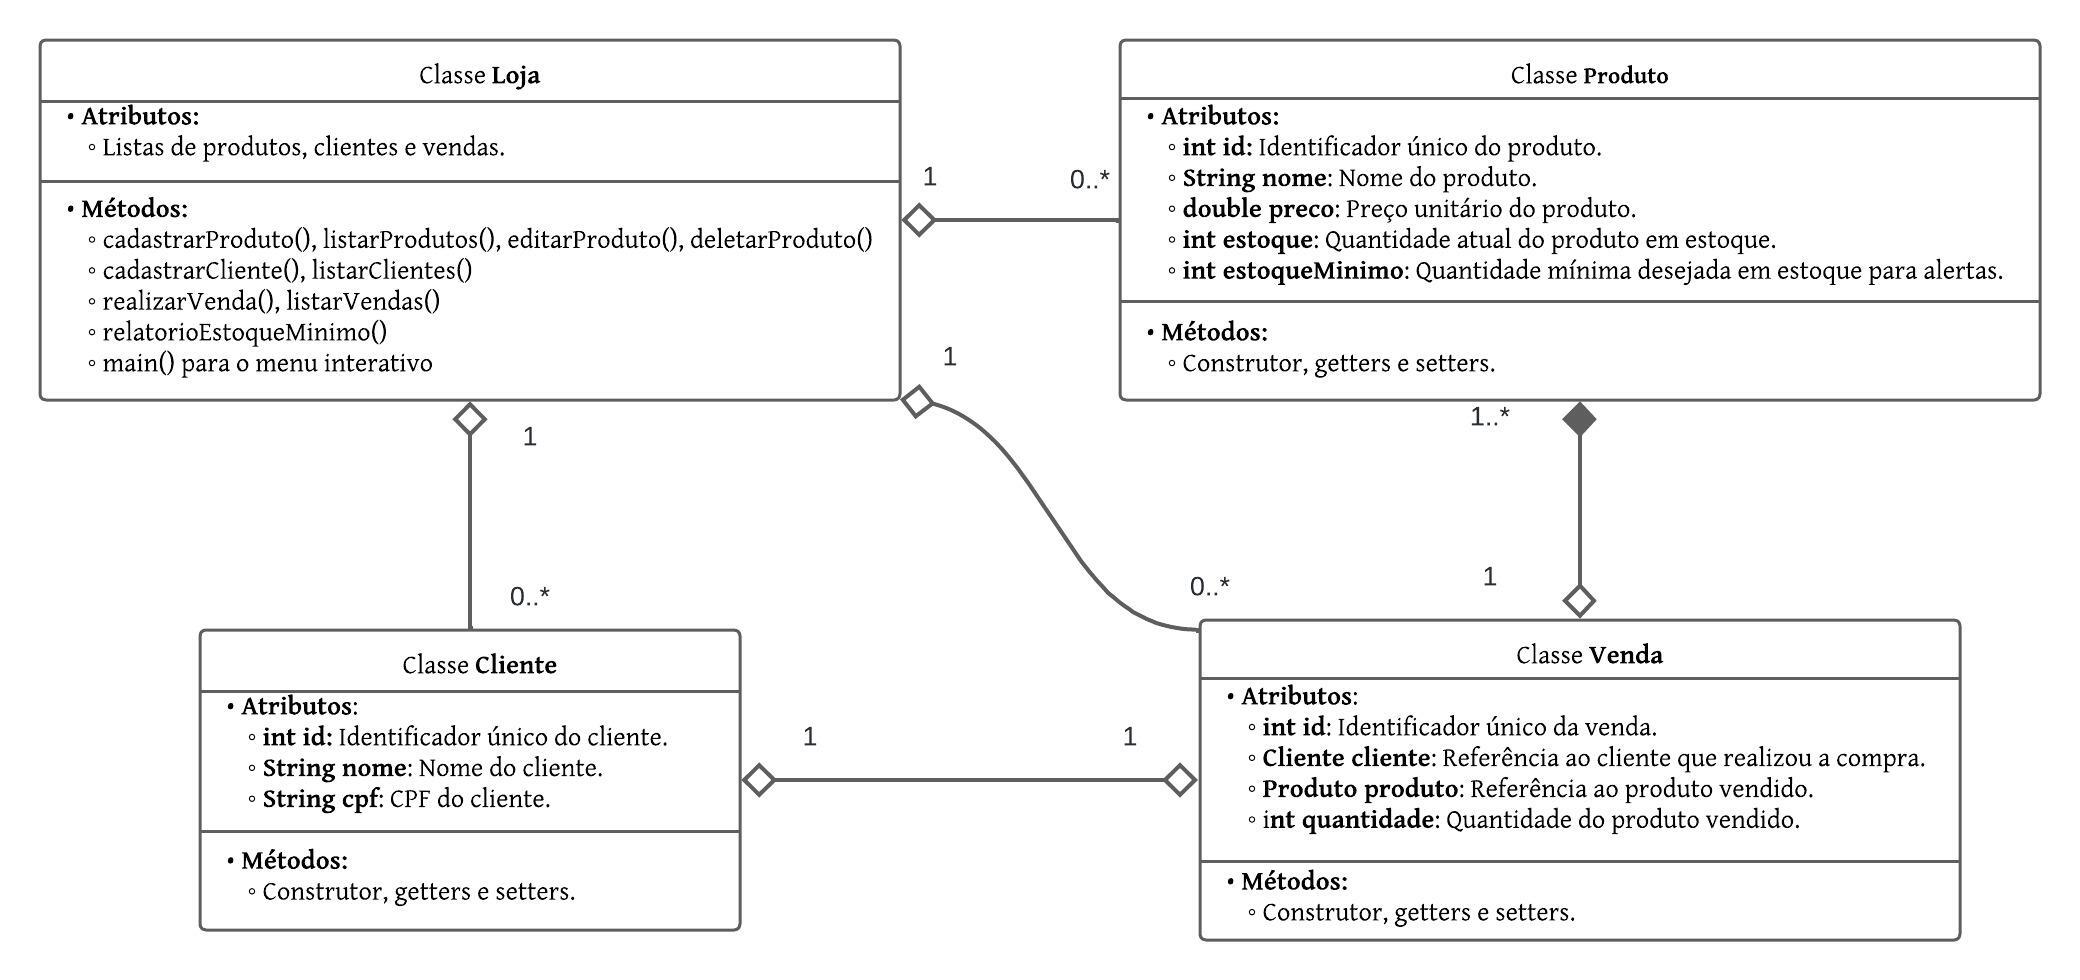 Classe Loja
• Atributos:
◦ Listas de produtos, clientes e vendas.
• Métodos:
◦ cadastrarProduto(), listarProdutos(), editarProduto(), deletarProduto()
◦ cadastrarCliente(), listarClientes()
◦ realizarVenda(), listarVendas()
◦ relatorioEstoqueMinimo()
◦ main() para o menu interativo
1
0..*
Classe Produto
• Atributos:
◦ int id: Identificador único do produto.
◦ String nome: Nome do produto.
◦ double preco: Preço unitário do produto.
◦ int estoque: Quantidade atual do produto em estoque.
◦ int estoqueMinimo: Quantidade mínima desejada em estoque para alertas.
• Métodos:
◦ Construtor, getters e setters.
1
1
0..*
0..*
1..*
1
Classe Cliente
• Atributos:
◦ int id: Identificador único do cliente.
◦ String nome: Nome do cliente.
◦ String cpf: CPF do cliente.
• Métodos:
◦ Construtor, getters e setters.
1
1
Classe Venda
• Atributos:
◦ int id: Identificador único da venda.
◦ Cliente cliente: Referência ao cliente que realizou a compra.
◦ Produto produto: Referência ao produto vendido.
◦ int quantidade: Quantidade do produto vendido.
• Métodos:
◦ Construtor, getters e setters.